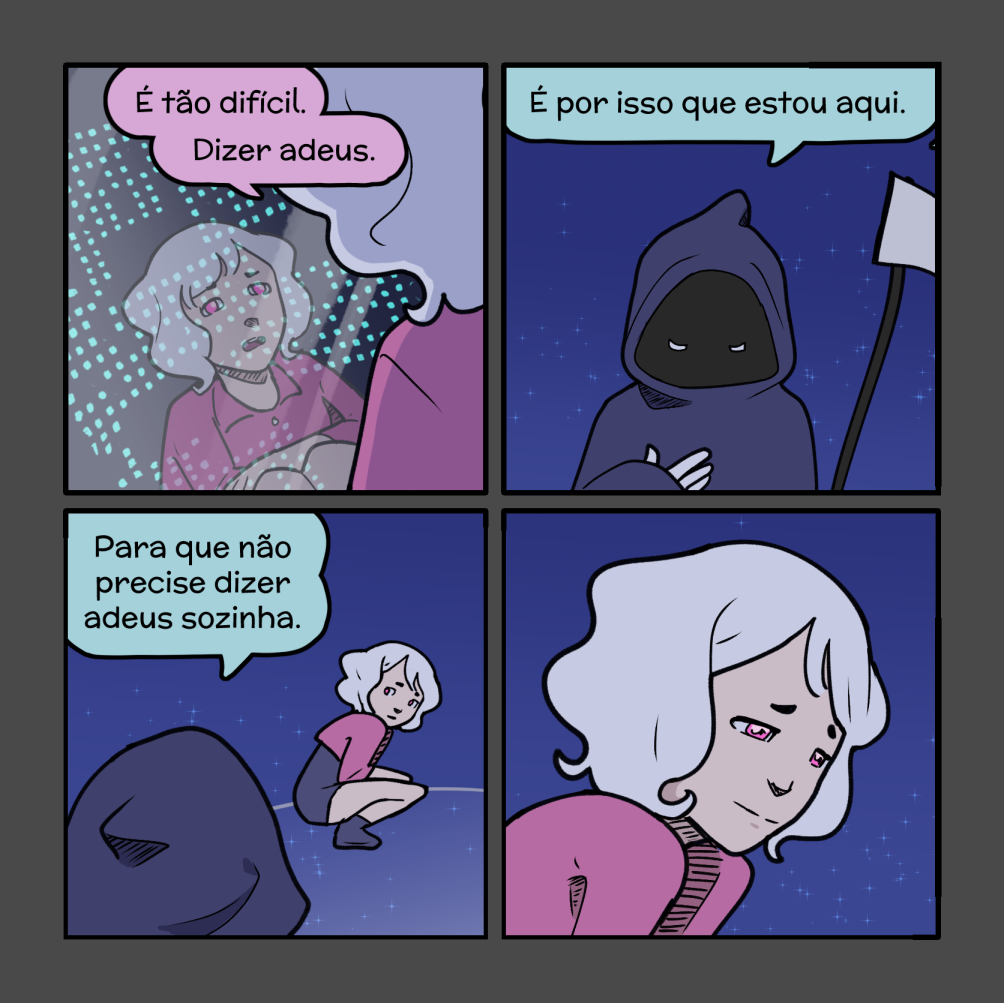 É tão difícil.
Dizer adeus.
É por isso que estou aqui.
Para que não
precise dizer
adeus sozinha.